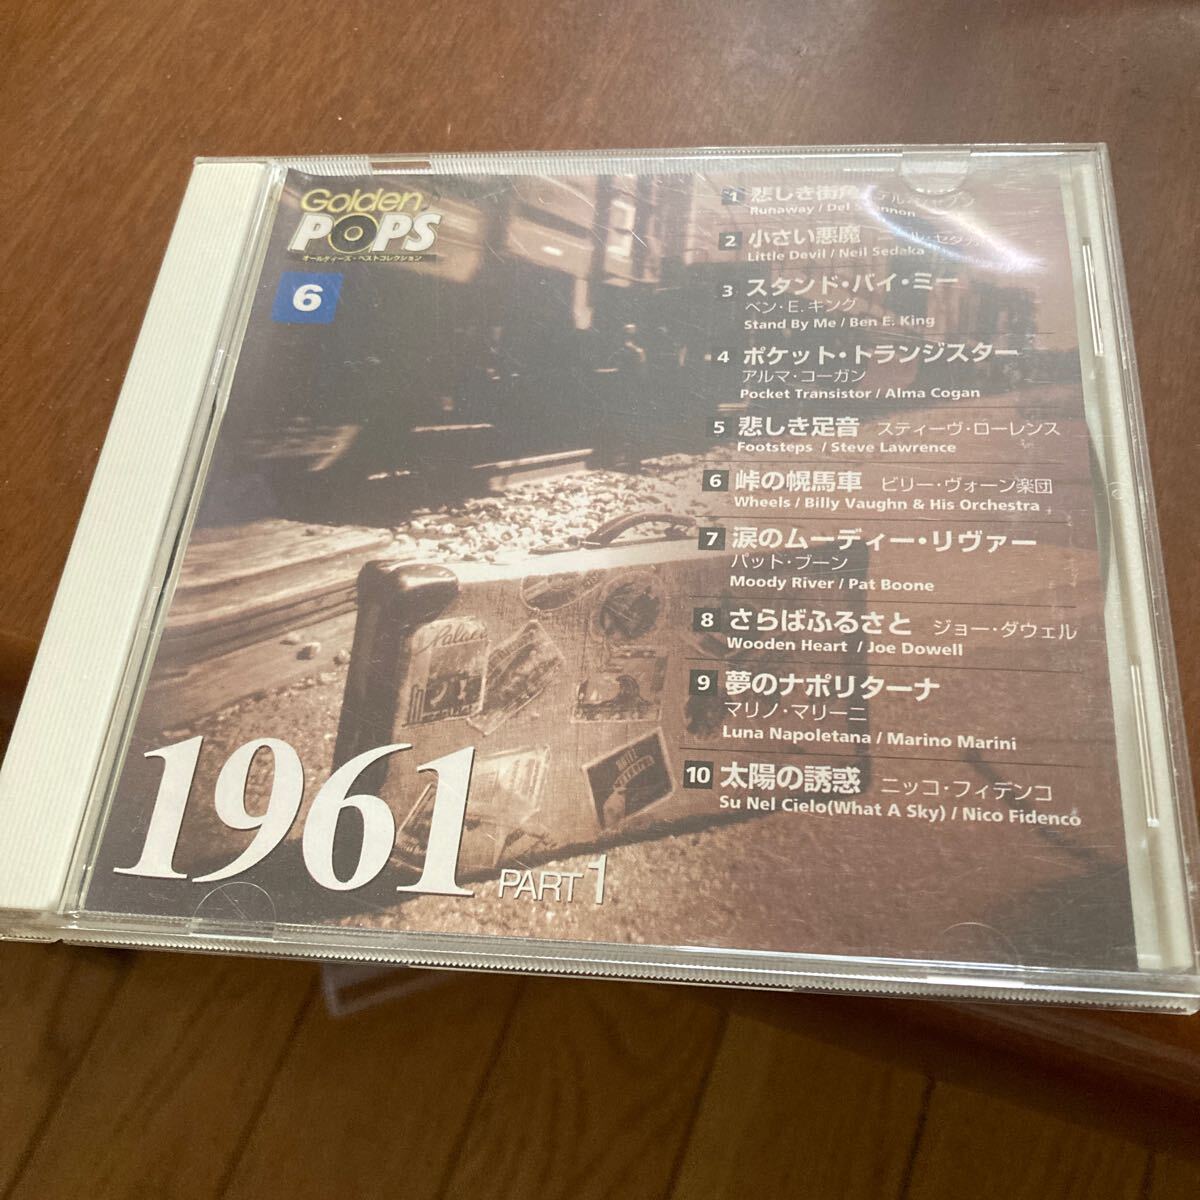 Golden
POPS
オールディーズ・ベストコレクション
6
1 悲しき街角
Runaway / Del Shannon
2 小さい悪魔 ニール・セダカ
Little Devil / Neil Sedaka
3 スタンド・バイ・ミー
ベン・E. キング
Stand By Me / Ben E. King
4 ポケット・トランジスター
アルマ・コーガン
Pocket Transistor / Alma Cogan
5 悲しき足音 スティーヴ・ローレンス
Footsteps / Steve Lawrence
6 峠の幌馬車 ビリー・ヴォーン楽団
Wheels / Billy Vaughn & His Orchestra
7 涙のムーディー・リヴァー
パット・ブーン
Moody River / Pat Boone
8 さらばふるさと ジョー・ダウェル
Wooden Heart / Joe Dowell
9 夢のナポリターナ
マリノ・マリーニ
Luna Napoletana / Marino Marini
10 太陽の誘惑 ニッコ・フィデンコ
Su Nel Cielo(What A Sky) / Nico Fidenco
Palace
1961 PART 1